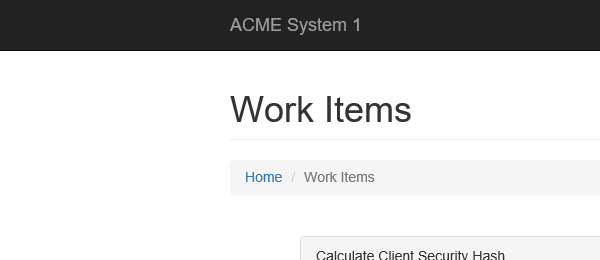 ACME System 1
Work Items
Home / Work Items
Calculate Client Security Hash